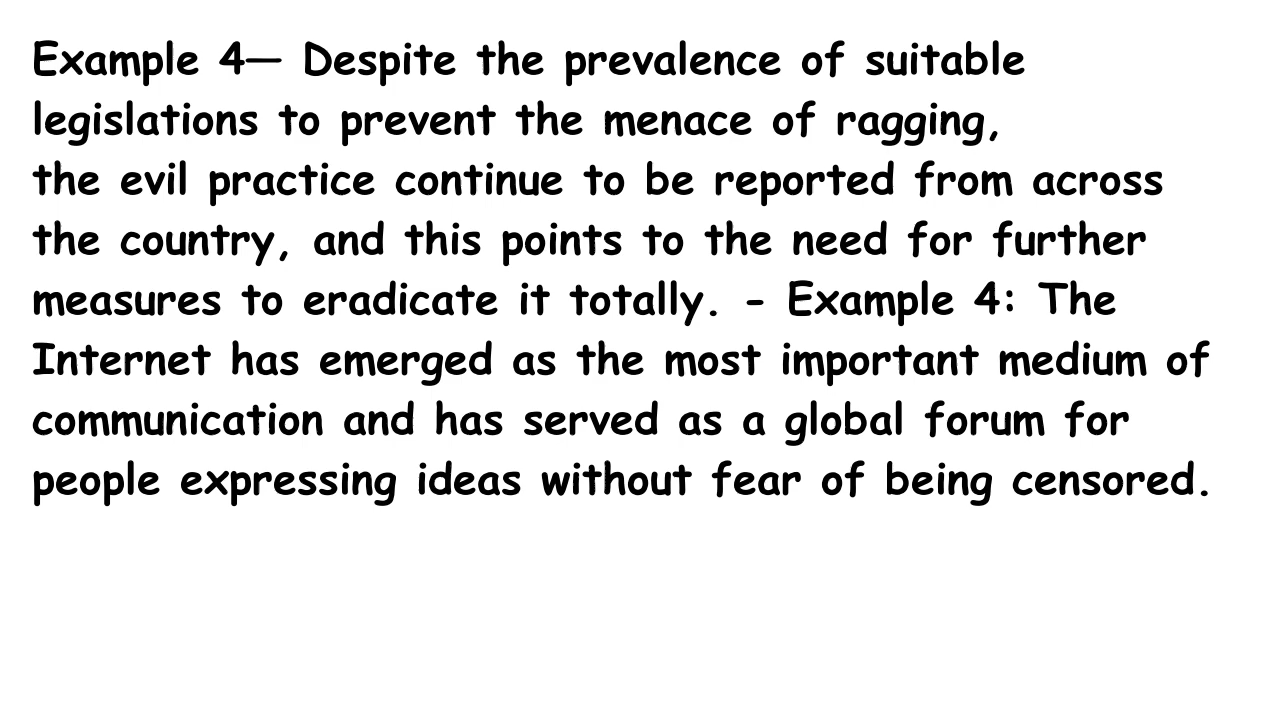 Example 4— Despite the prevalence of suitable
legislations to prevent the menace of ragging,
the evil practice continue to be reported from across
the country, and this points to the need for further
measures to eradicate it totally. - Example 4: The
Internet has emerged as the most important medium of
communication and has served as a global forum for
people expressing ideas without fear of being censored.